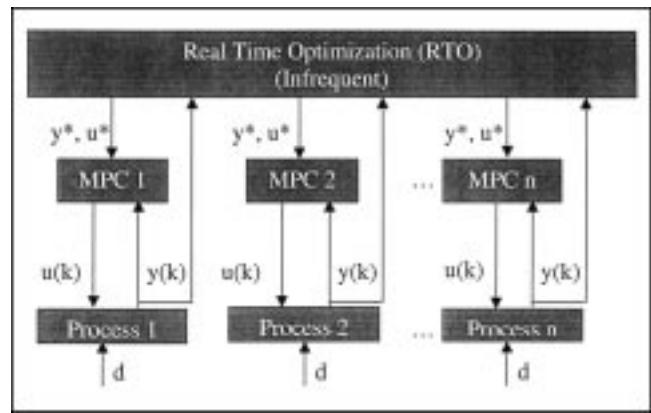 Real Time Optimization (RTO)
(Infrequent)
y*, u* y*, u* y*, u*
MPC 1 MPC 2 ... MPC n
u(k) y(k) u(k) y(k) u(k) y(k)
Process 1 Process 2 ... Process n
d d d